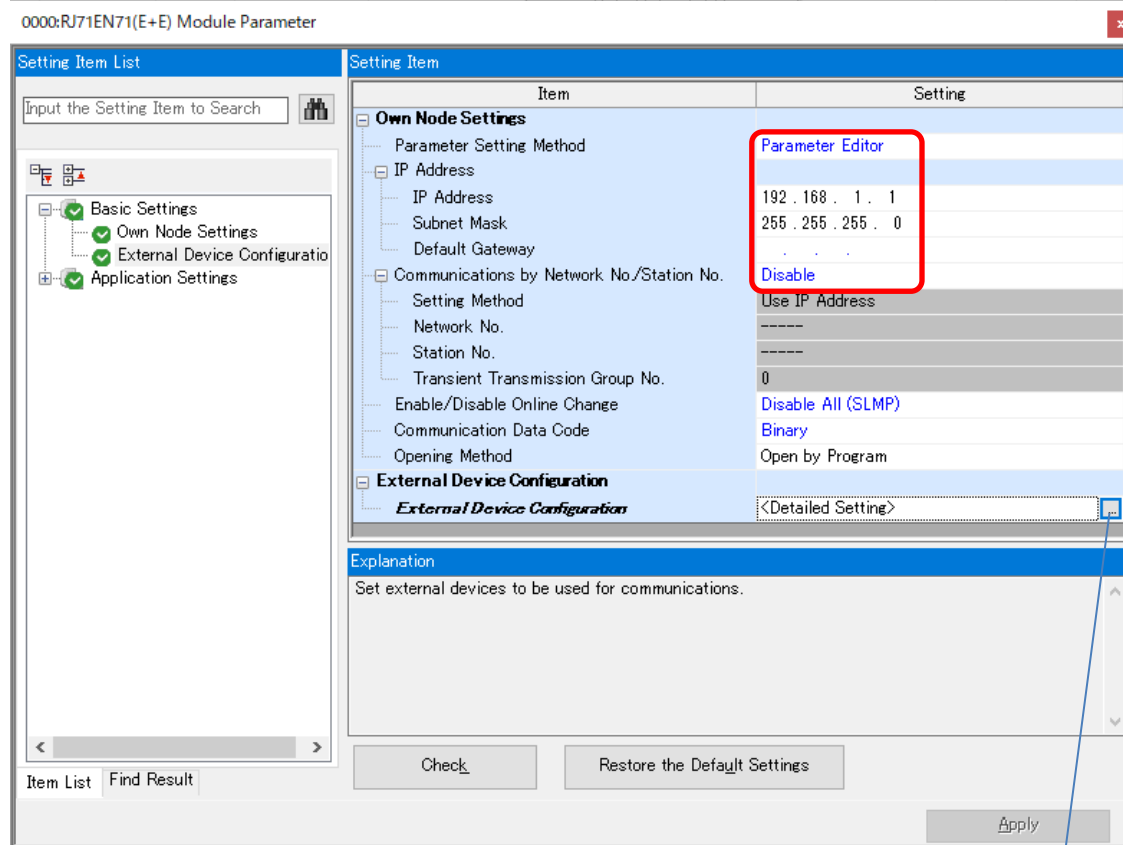 0000:RJ71EN71(E+E) Module Parameter
Setting Item List
Setting Item
Input the Setting Item to Search
Item Setting
Own Node Settings
Parameter Setting Method Parameter Editor
IP Address
IP Address 192 . 168 . 1 . 1
Subnet Mask 255 . 255 . 255 . 0
Default Gateway . . .
Communications by Network No./Station No. Disable
Setting Method Use IP Address
Network No. -----
Station No. -----
Transient Transmission Group No. 0
Enable/Disable Online Change Disable All (SLMP)
Communication Data Code Binary
Opening Method Open by Program
External Device Configuration
External Device Configuration <Detailed Setting> ...
Basic Settings
Own Node Settings
External Device Configuratio
Application Settings
Explanation
Set external devices to be used for communications.
Item List Find Result
Check Restore the Default Settings
Apply